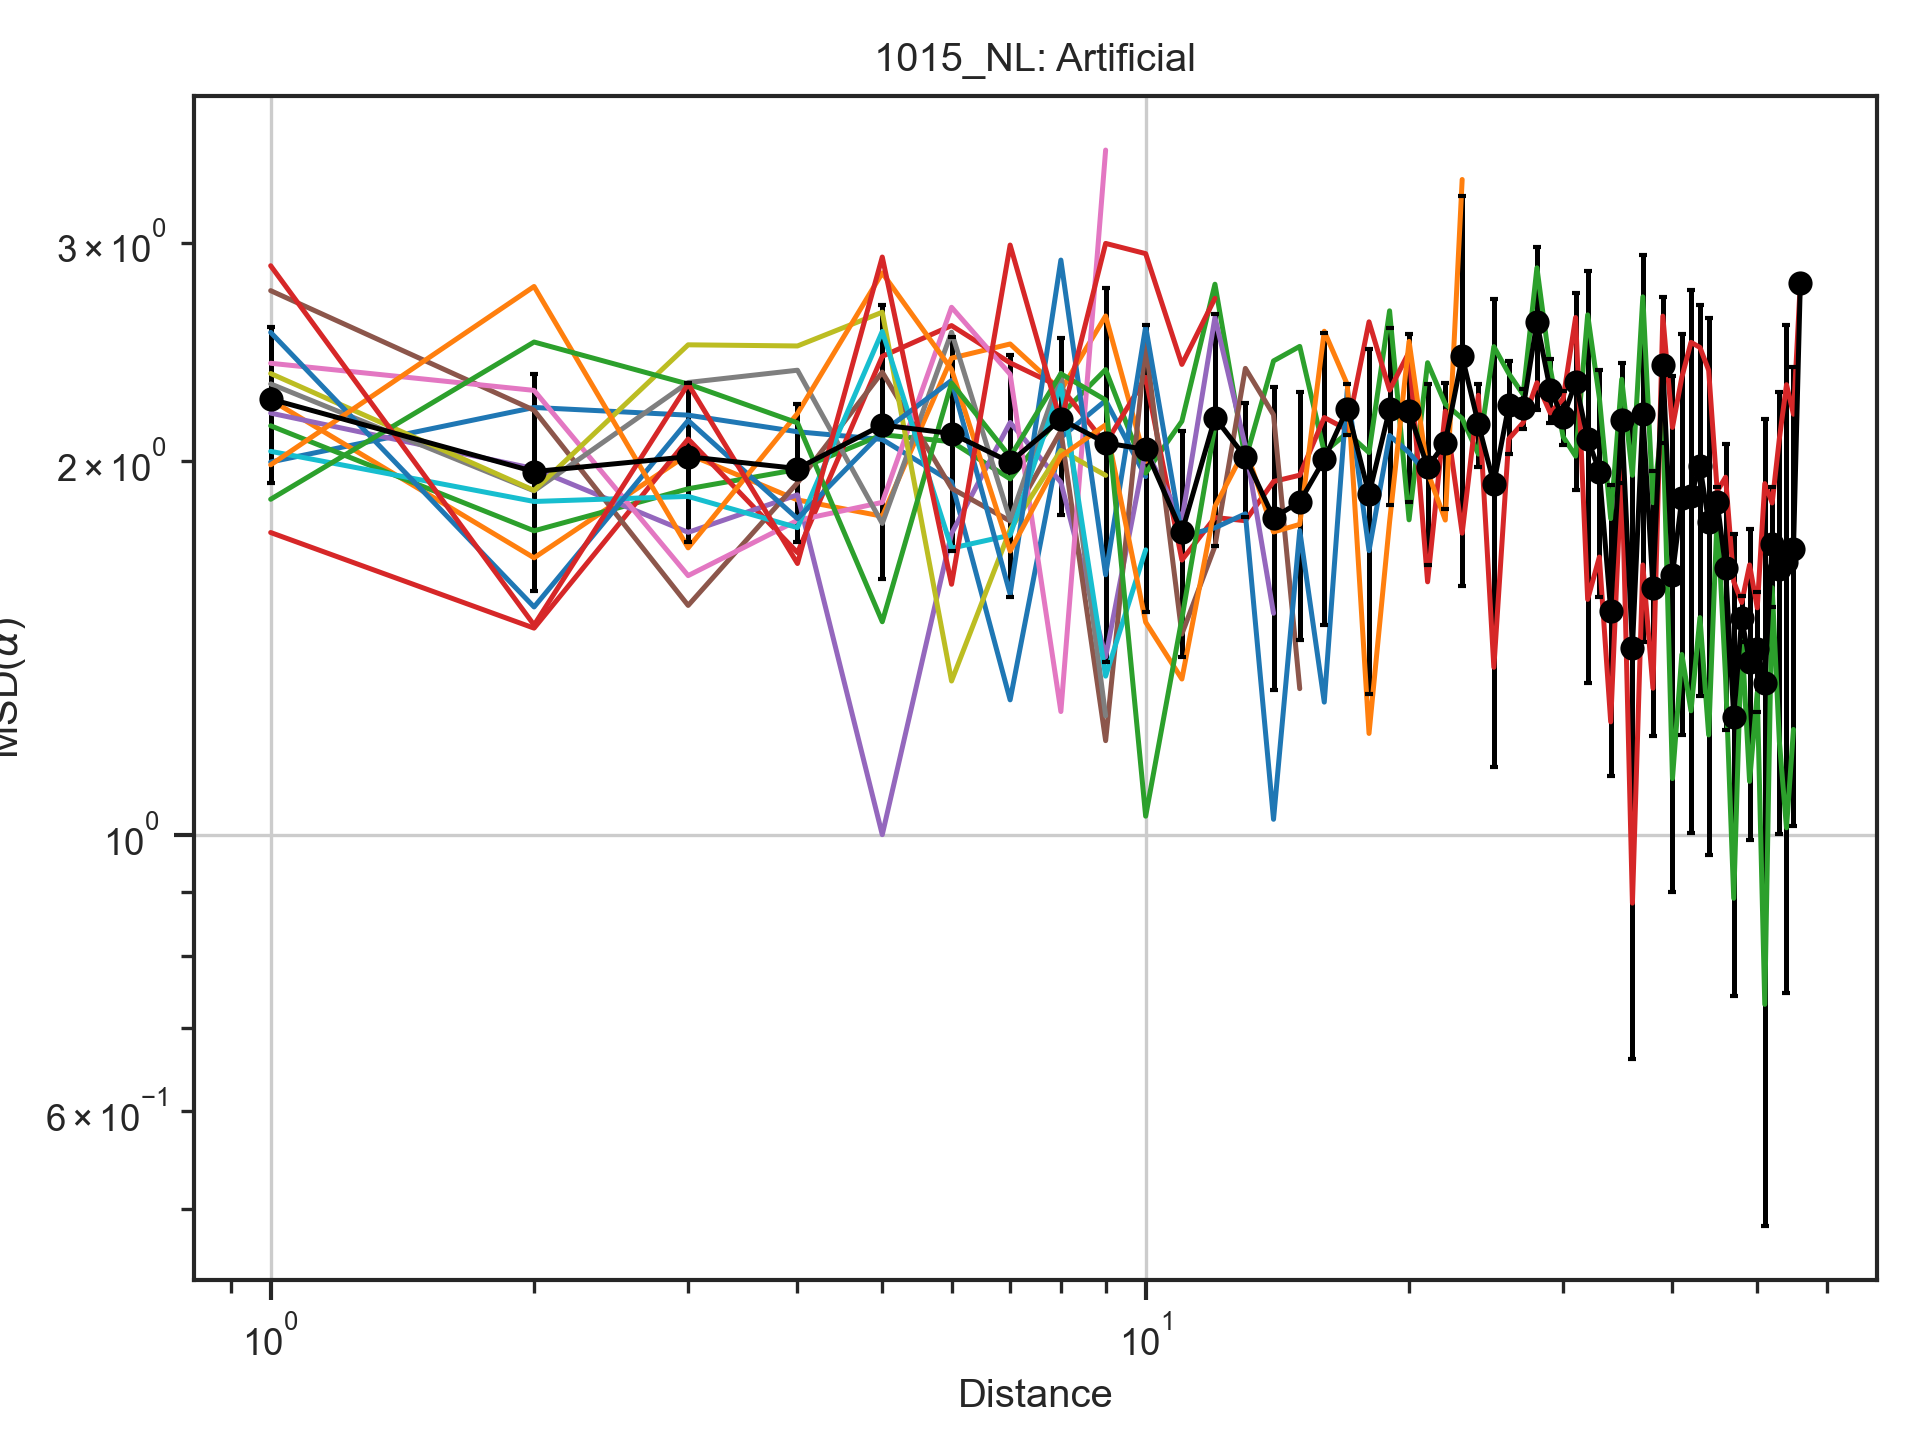 1015_NL: Artificial
3 × 10⁰
2 × 10⁰
10⁰
6 × 10⁻¹
MSD(α)
10⁰ 10¹
Distance